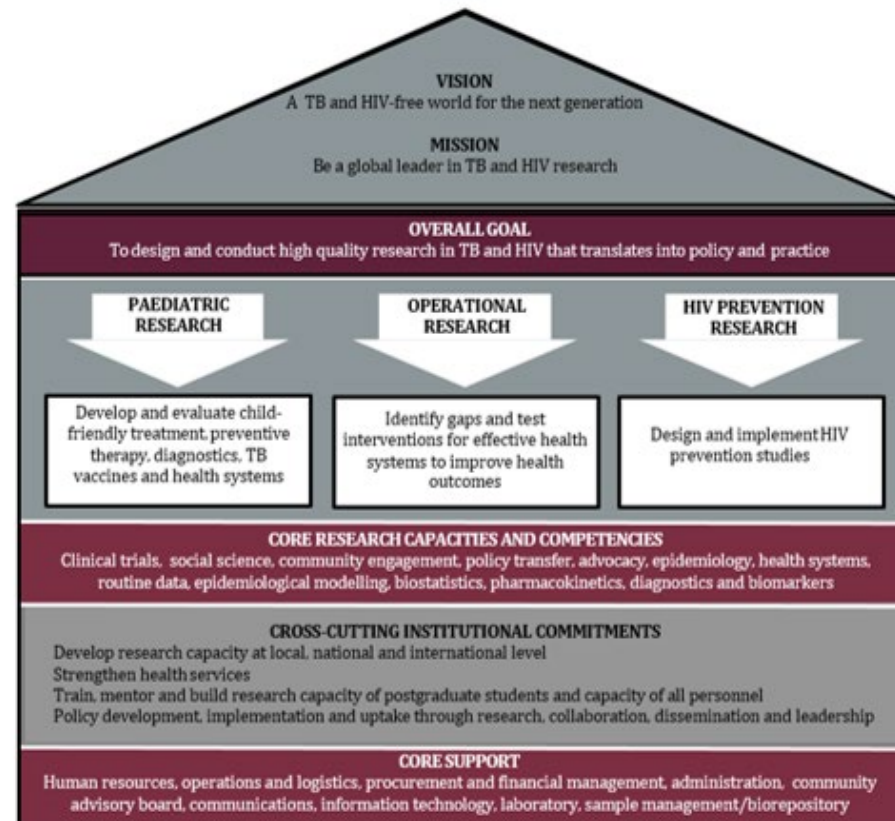 VISION
A TB and HIV-free world for the next generation
MISSION
Be a global leader in TB and HIV research
OVERALL GOAL
To design and conduct high quality research in TB and HIV that translates into policy and practice
PAEDIATRIC
RESEARCH
OPERATIONAL
RESEARCH
HIV PREVENTION
RESEARCH
Develop and evaluate child-
friendly treatment, preventive
therapy, diagnostics, TB
vaccines and health systems
Identify gaps and test
interventions for effective health
systems to improve health
outcomes
Design and implement HIV
prevention studies
CORE RESEARCH CAPACITIES AND COMPETENCIES
Clinical trials, social science, community engagement, policy transfer, advocacy, epidemiology, health systems,
routine data, epidemiological modelling, biostatistics, pharmacokinetics, diagnostics and biomarkers
CROSS-CUTTING INSTITUTIONAL COMMITMENTS
Develop research capacity at local, national and international level
Strengthen health services
Train, mentor and build research capacity of postgraduate students and capacity of all personnel
Policy development, implementation and uptake through research, collaboration, dissemination and leadership
CORE SUPPORT
Human resources, operations and logistics, procurement and financial management, administration, community
advisory board, communications, information technology, laboratory, sample management/biorepository